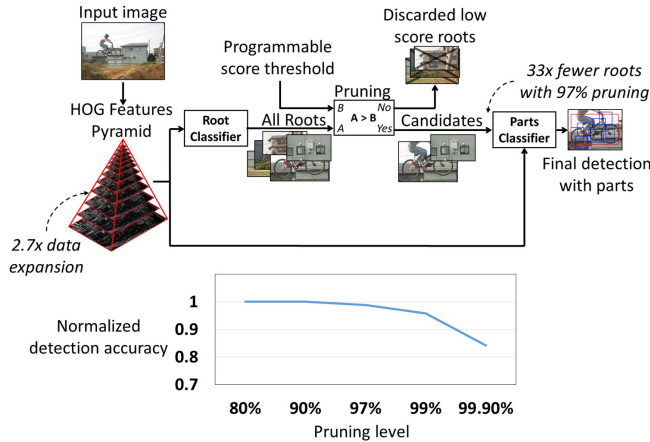 Input image
Discarded low
score roots
Programmable
score threshold
33x fewer roots
with 97% pruning
HOG Features
Pyramid
Pruning
Root
Classifier
All Roots
B No
A > B
A Yes
Candidates
Parts
Classifier
Final detection
with parts
2.7x data
expansion
Normalized
detection accuracy
1
0.9
0.8
0.7
80% 90% 97% 99% 99.90%
Pruning level